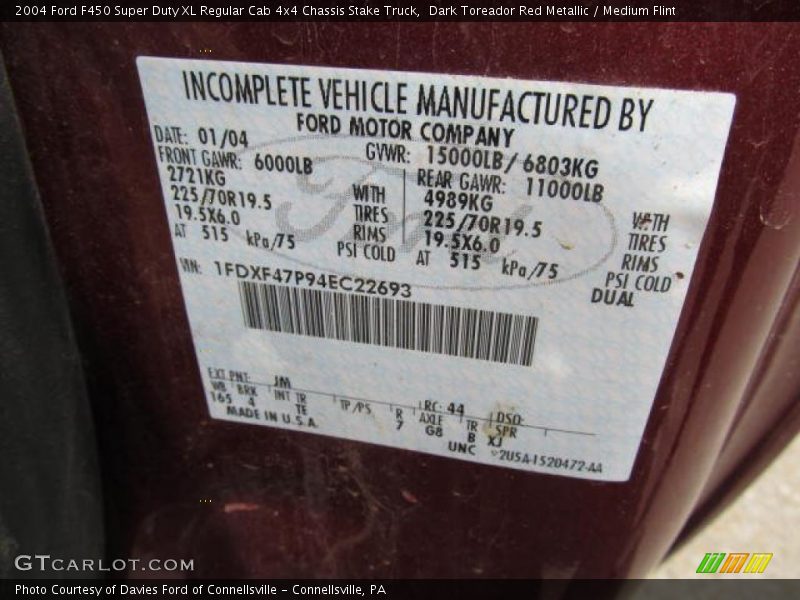 2004 Ford F450 Super Duty XL Regular Cab 4x4 Chassis Stake Truck,  Dark Toreador Red Metallic / Medium Flint
INCOMPLETE VEHICLE MANUFACTURED BY
FORD MOTOR COMPANY
DATE: 01/04
GVWR: 15000LB / 6803KG
FRONT GAWR: 6000LB
2721KG
225/70R19.5 WITH TIRES
19.5X6.0 RIMS
AT 515 kPa/75 PSI COLD
REAR GAWR: 11000LB
4989KG WITH
225/70R19.5 TIRES
19.5X6.0 RIMS
AT 515 kPa/75 PSI COLD
DUAL
Ford
VIN: 1FDXF47P94EC22693
EXT PNT: JM
RC: 44
DSO:
WB BRK INT TR TP/PS R AXLE TR SPR
165 4 TE 7 G8 B XJ
MADE IN U.S.A.
UNC
2U5A-1520472-AA
GTCARLOT.COM
Photo Courtesy of Davies Ford of Connellsville - Connellsville, PA